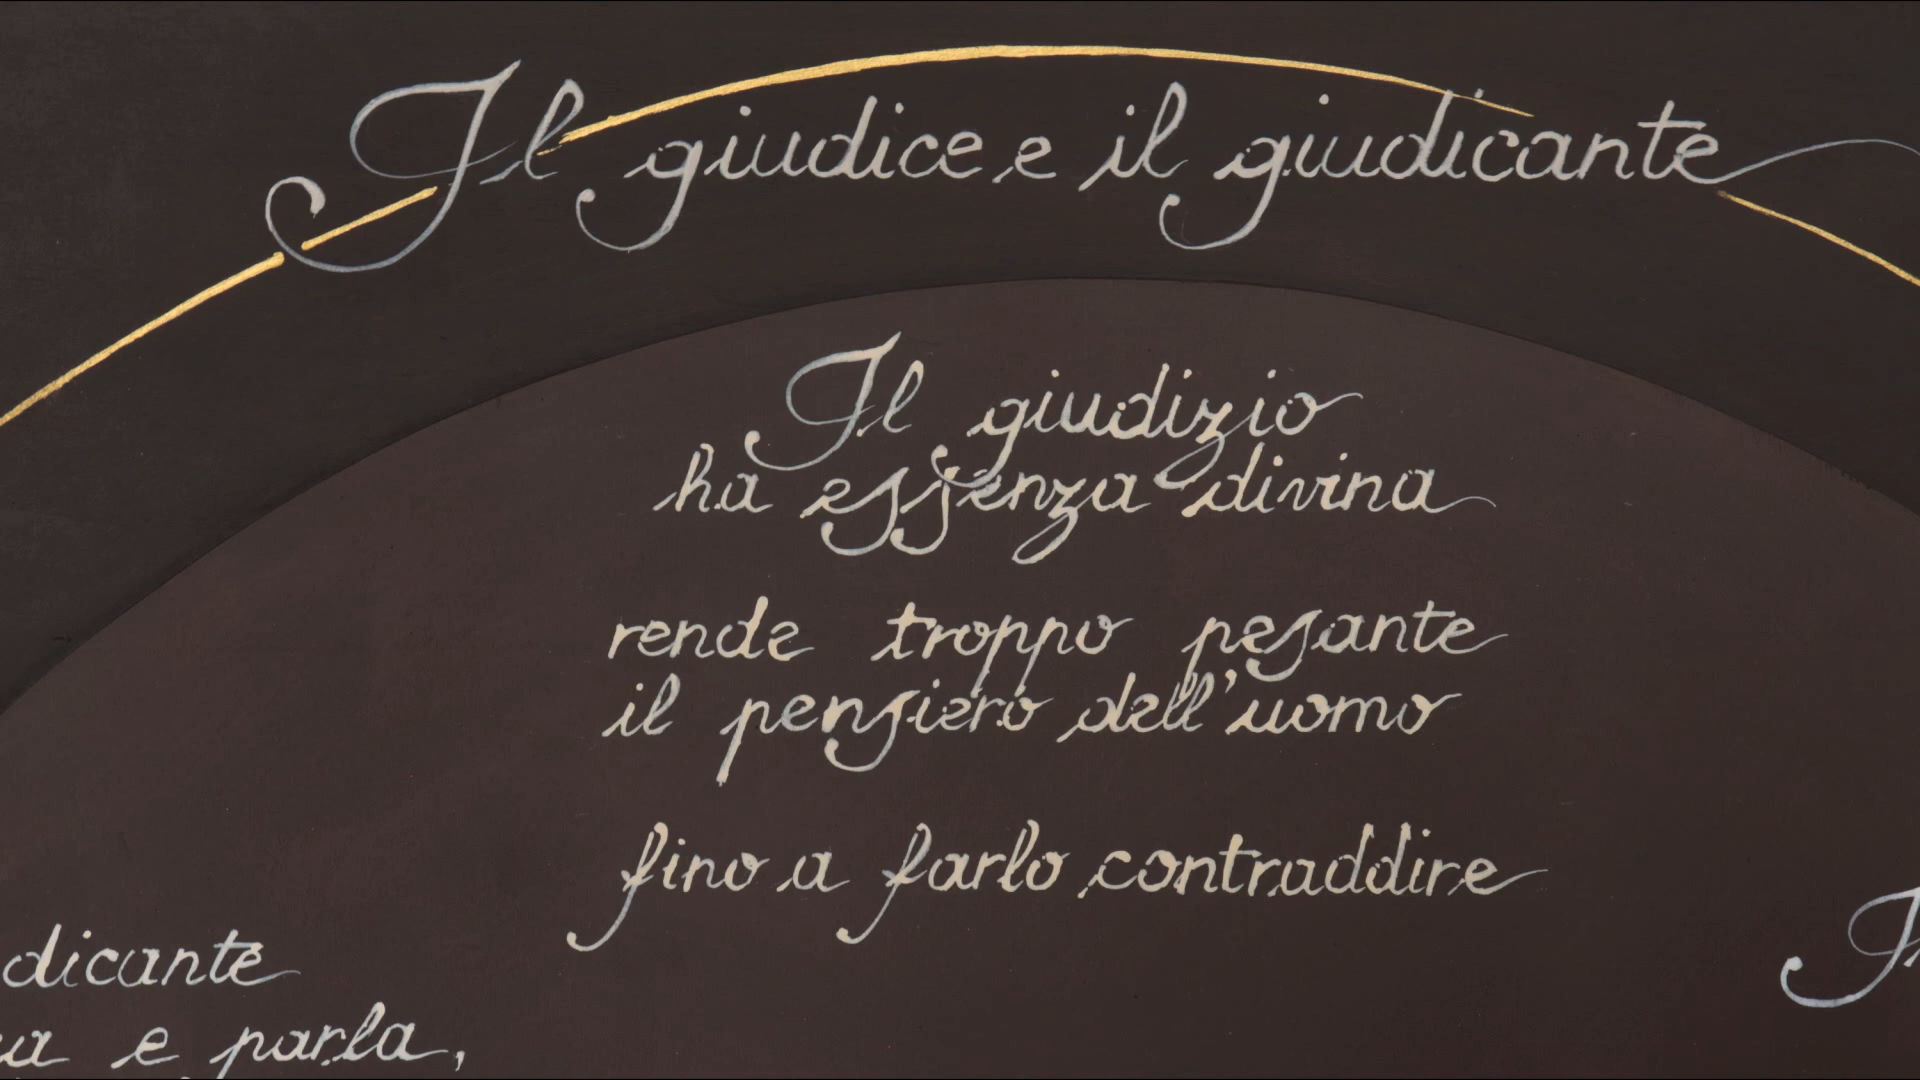 Il giudice e il giudicante
Il giudizio
ha essenza divina
rende troppo pesante
il pensiero dell'uomo
fino a farlo contraddire
dicante
e parla,